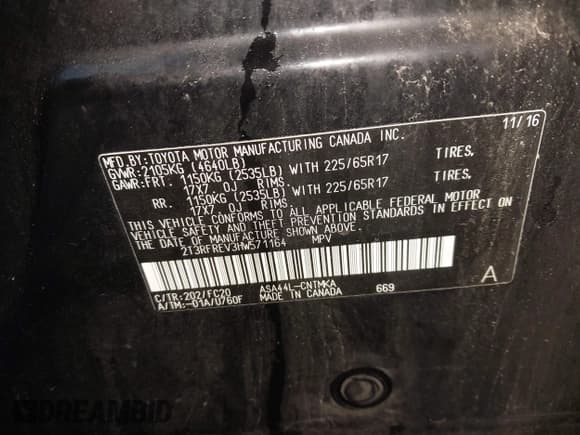 MFD.BY:TOYOTA MOTOR MANUFACTURING CANADA INC. 11/16
GVWR:2105KG (4640LB)
GAWR:FRT. 1150KG (2535LB) WITH 225/65R17 TIRES,
17X7 0J RIMS.
RR. 1150KG (2535LB) WITH 225/65R17 TIRES,
17X7 0J RIMS.
THIS VEHICLE CONFORMS TO ALL APPLICABLE FEDERAL MOTOR
VEHICLE SAFETY AND THEFT PREVENTION STANDARDS IN EFFECT ON
THE DATE OF MANUFACTURE SHOWN ABOVE.
2T3RFREV3HW571164 MPV
C/TR:202/FC20 ASA44L-CNTMKA A
A/TM:-01A/0760F MADE IN CANADA 669
DREAMBID